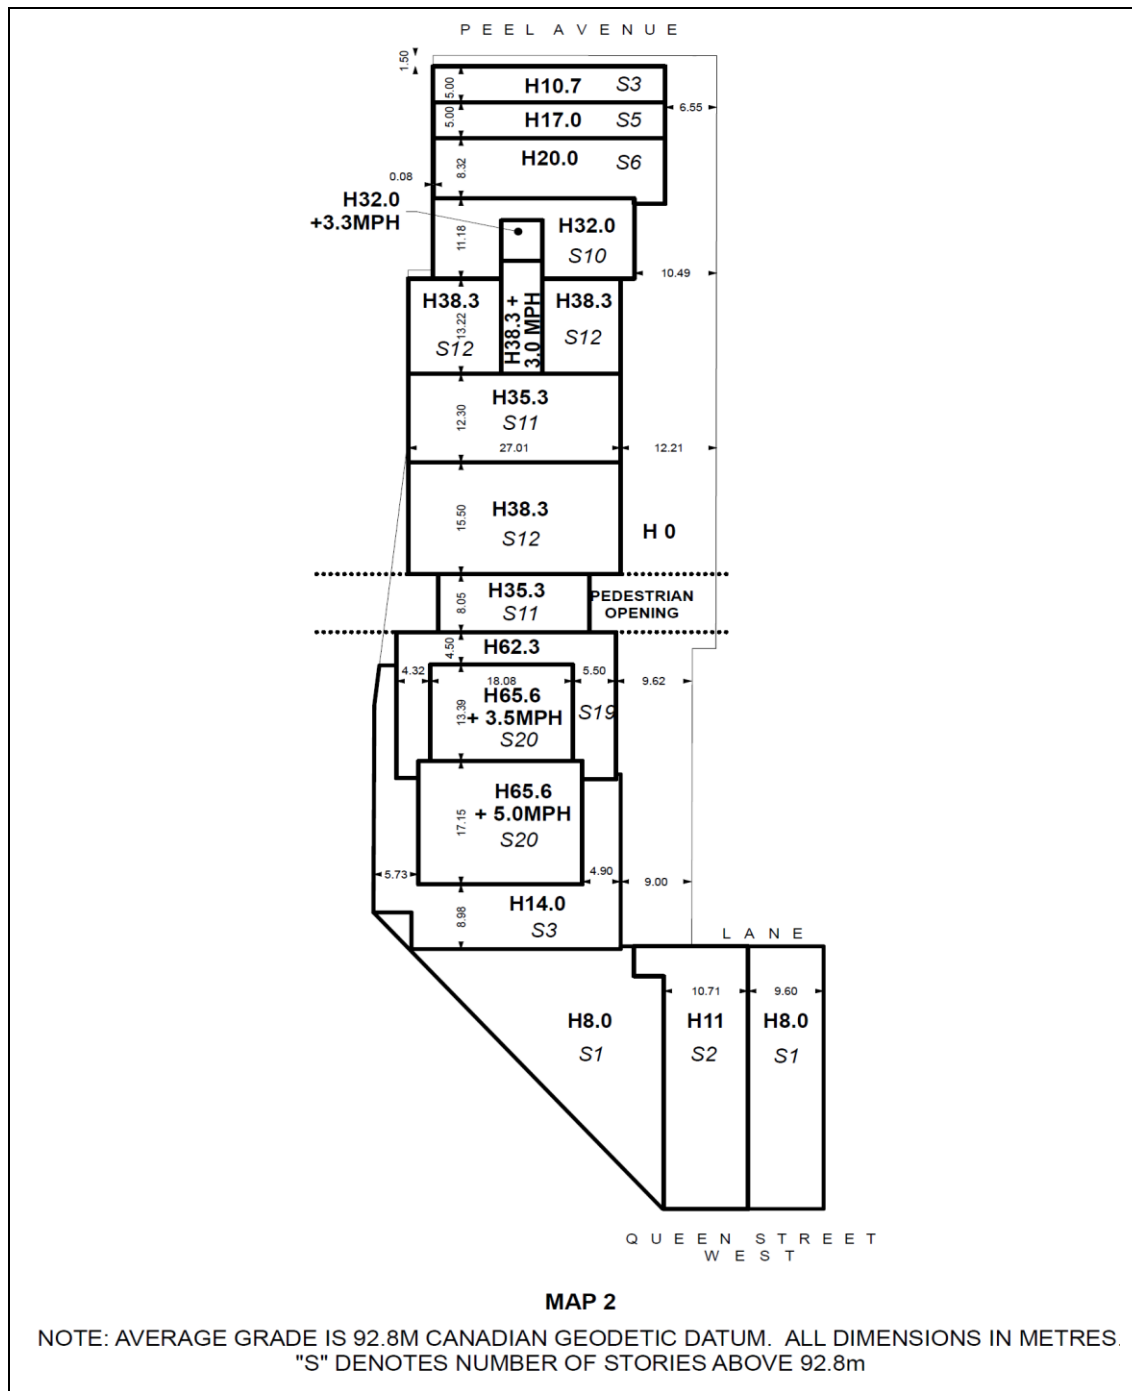 PEEL AVENUE
1.50
5.00
H10.7 S3
6.55
5.00
H17.0 S5
8.32
H20.0 S6
0.08
H32.0
+3.3MPH
11.18
H32.0
S10
10.49
H38.3
13.22
S12
H38.3 +
3.0 MPH
H38.3
S12
12.30
H35.3
S11
27.01
12.21
15.50
H38.3
S12
H 0
8.05
H35.3
S11
PEDESTRIAN
OPENING
4.50
H62.3
4.32
18.08
5.50
9.62
13.39
H65.6
+ 3.5MPH
S20
S19
17.15
H65.6
+ 5.0MPH
S20
5.73
4.90
9.00
8.98
H14.0
S3
LANE
10.71
9.60
H8.0
S1
H11
S2
H8.0
S1
QUEEN STREET
WEST
MAP 2
NOTE: AVERAGE GRADE IS 92.8M CANADIAN GEODETIC DATUM. ALL DIMENSIONS IN METRES.
"S" DENOTES NUMBER OF STORIES ABOVE 92.8m